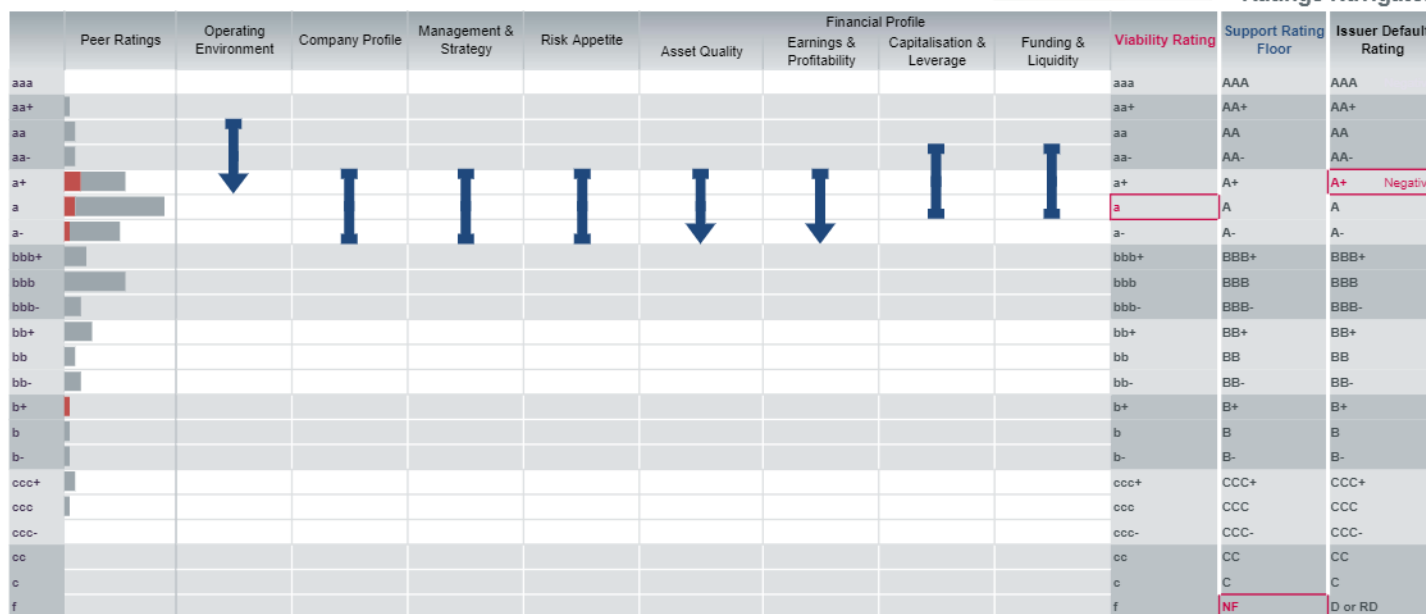 Financial Profile
Peer Ratings
Operating
Environment
Company Profile
Management &
Strategy
Risk Appetite
Asset Quality
Earnings &
Profitability
Capitalisation &
Leverage
Funding &
Liquidity
Viability Rating
Support Rating
Floor
Issuer Default
Rating
aaa aaa AAA AAA
aa+ aa+ AA+ AA+
aa aa AA AA
aa- aa- AA- AA-
a+ a+ A+ A+ Negativ
a a A A
a- a- A- A-
bbb+ bbb+ BBB+ BBB+
bbb bbb BBB BBB
bbb- bbb- BBB- BBB-
bb+ bb+ BB+ BB+
bb bb BB BB
bb- bb- BB- BB-
b+ b+ B+ B+
b b B B
b- b- B- B-
ccc+ ccc+ CCC+ CCC+
ccc ccc CCC CCC
ccc- ccc- CCC- CCC-
cc cc CC CC
c c C C
f f NF D or RD